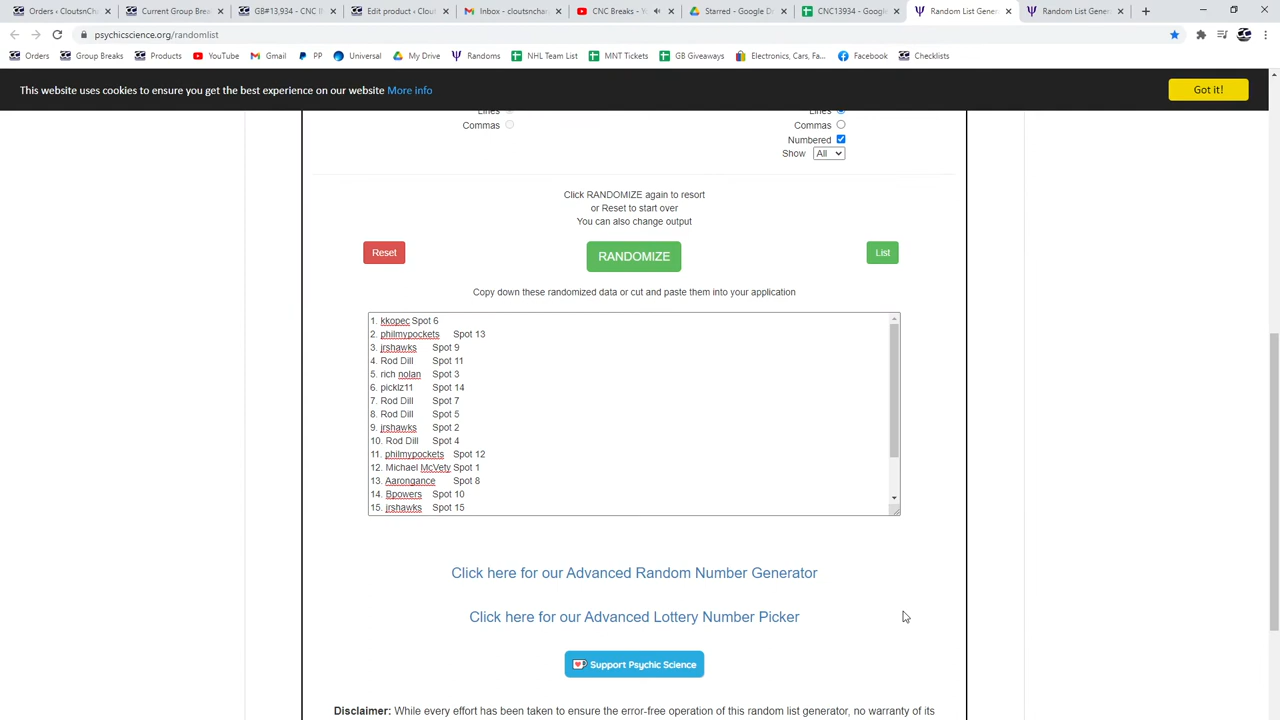 Orders ‹ CloutsnCh
Current Group Brea
GB#13,934 - CNC
Edit product ‹ Clou
Inbox - cloutsnchar
CNC Breaks - Y
Starred - Google D
CNC13934 - Google
Random List Gener
Random List Gener
psychicscience.org/randomlist
Orders
Group Breaks
Products
YouTube
Gmail
PP
Universal
My Drive
Randoms
NHL Team List
MNT Tickets
GB Giveaways
Electronics, Cars, Fa...
Facebook
Checklists
This website uses cookies to ensure you get the best experience on our website More info
Got it!
Lines
Lines
Commas
Commas
Numbered
Show All
Click RANDOMIZE again to resort
or Reset to start over
You can also change output
Reset
RANDOMIZE
List
Copy down these randomized data or cut and paste them into your application
1. kkopec Spot 6
2. philmypockets Spot 13
3. jrshawks Spot 9
4. Rod Dill Spot 11
5. rich nolan Spot 3
6. picklz11 Spot 14
7. Rod Dill Spot 7
8. Rod Dill Spot 5
9. jrshawks Spot 2
10. Rod Dill Spot 4
11. philmypockets Spot 12
12. Michael McVety Spot 1
13. Aarongance Spot 8
14. Bpowers Spot 10
15. jrshawks Spot 15
Click here for our Advanced Random Number Generator
Click here for our Advanced Lottery Number Picker
Support Psychic Science
Disclaimer: While every effort has been taken to ensure the error-free operation of this random list generator, no warranty of its